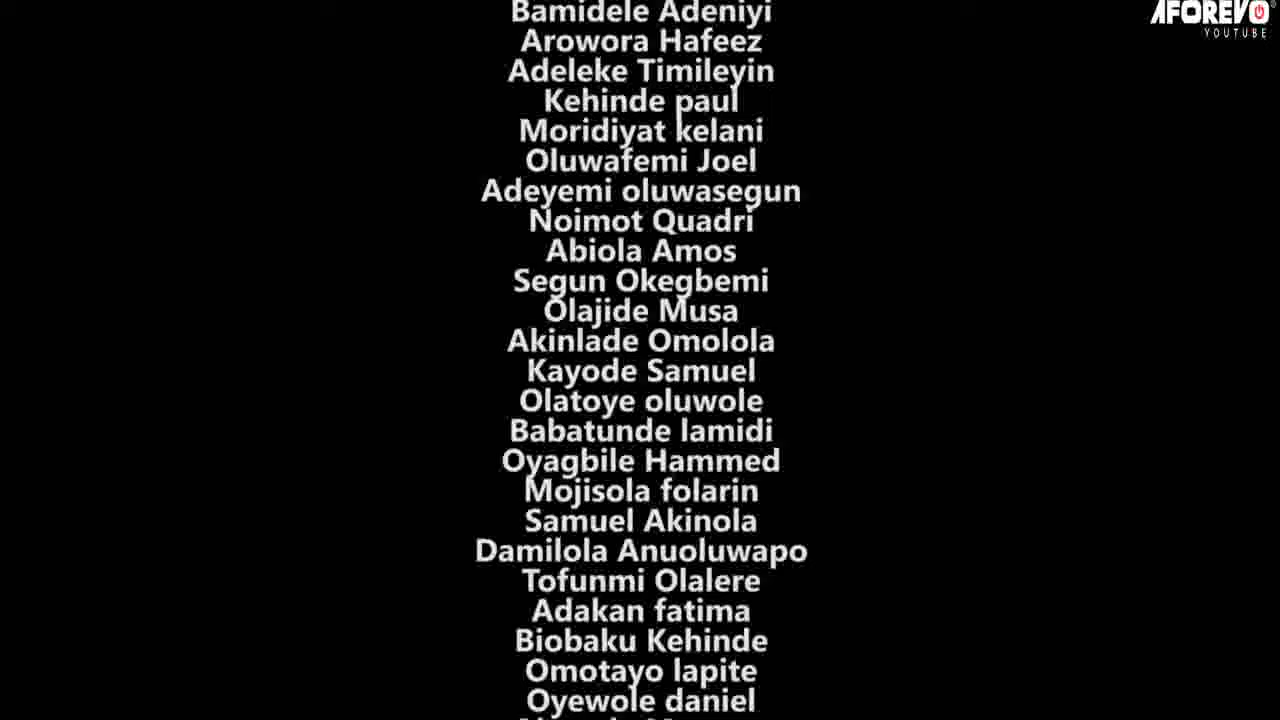 AFOREVO
YOUTUBE
Bamidele Adeniyi
Arowora Hafeez
Adeleke Timileyin
Kehinde paul
Moridiyat kelani
Oluwafemi Joel
Adeyemi oluwasegun
Noimot Quadri
Abiola Amos
Segun Okegbemi
Olajide Musa
Akinlade Omolola
Kayode Samuel
Olatoye oluwole
Babatunde lamidi
Oyagbile Hammed
Mojisola folarin
Samuel Akinola
Damilola Anuoluwapo
Tofunmi Olalere
Adakan fatima
Biobaku Kehinde
Omotayo lapite
Oyewole daniel